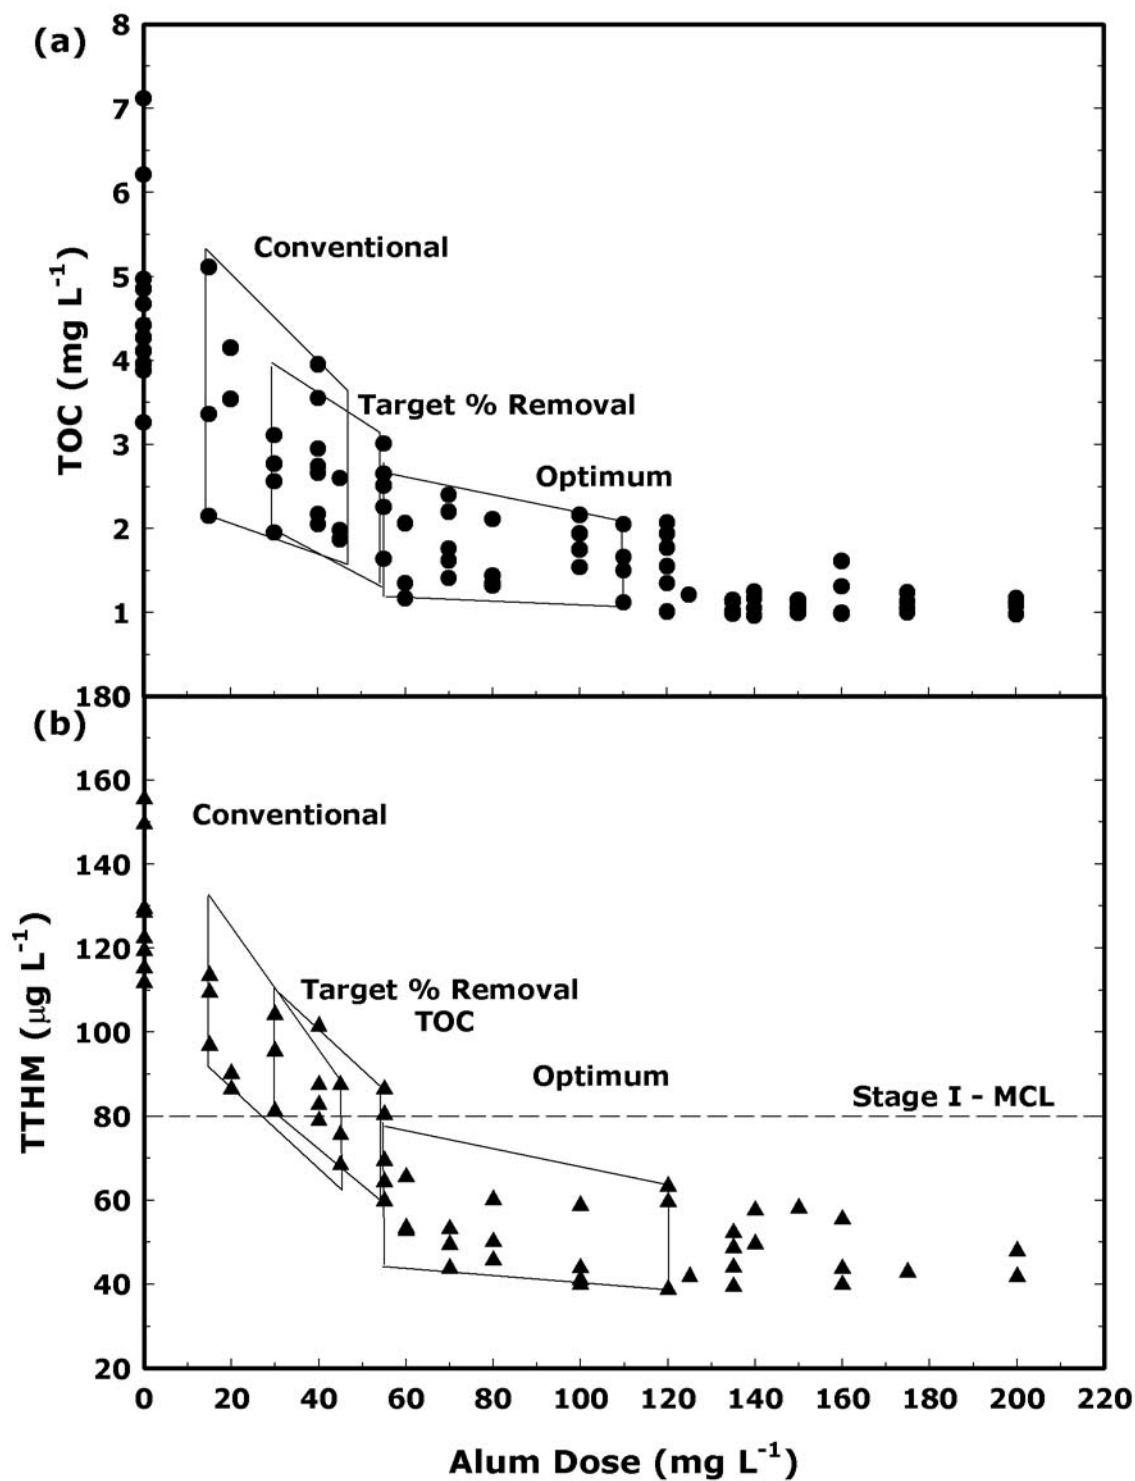 (a)
8
7
6
5
4
3
2
1
TOC (mg L⁻¹)
Conventional
Target % Removal
Optimum
(b)
180
160
140
120
100
80
60
40
20
TTHM (µg L⁻¹)
Conventional
Target % Removal
TOC
Optimum
Stage I - MCL
0 20 40 60 80 100 120 140 160 180 200 220
Alum Dose (mg L⁻¹)